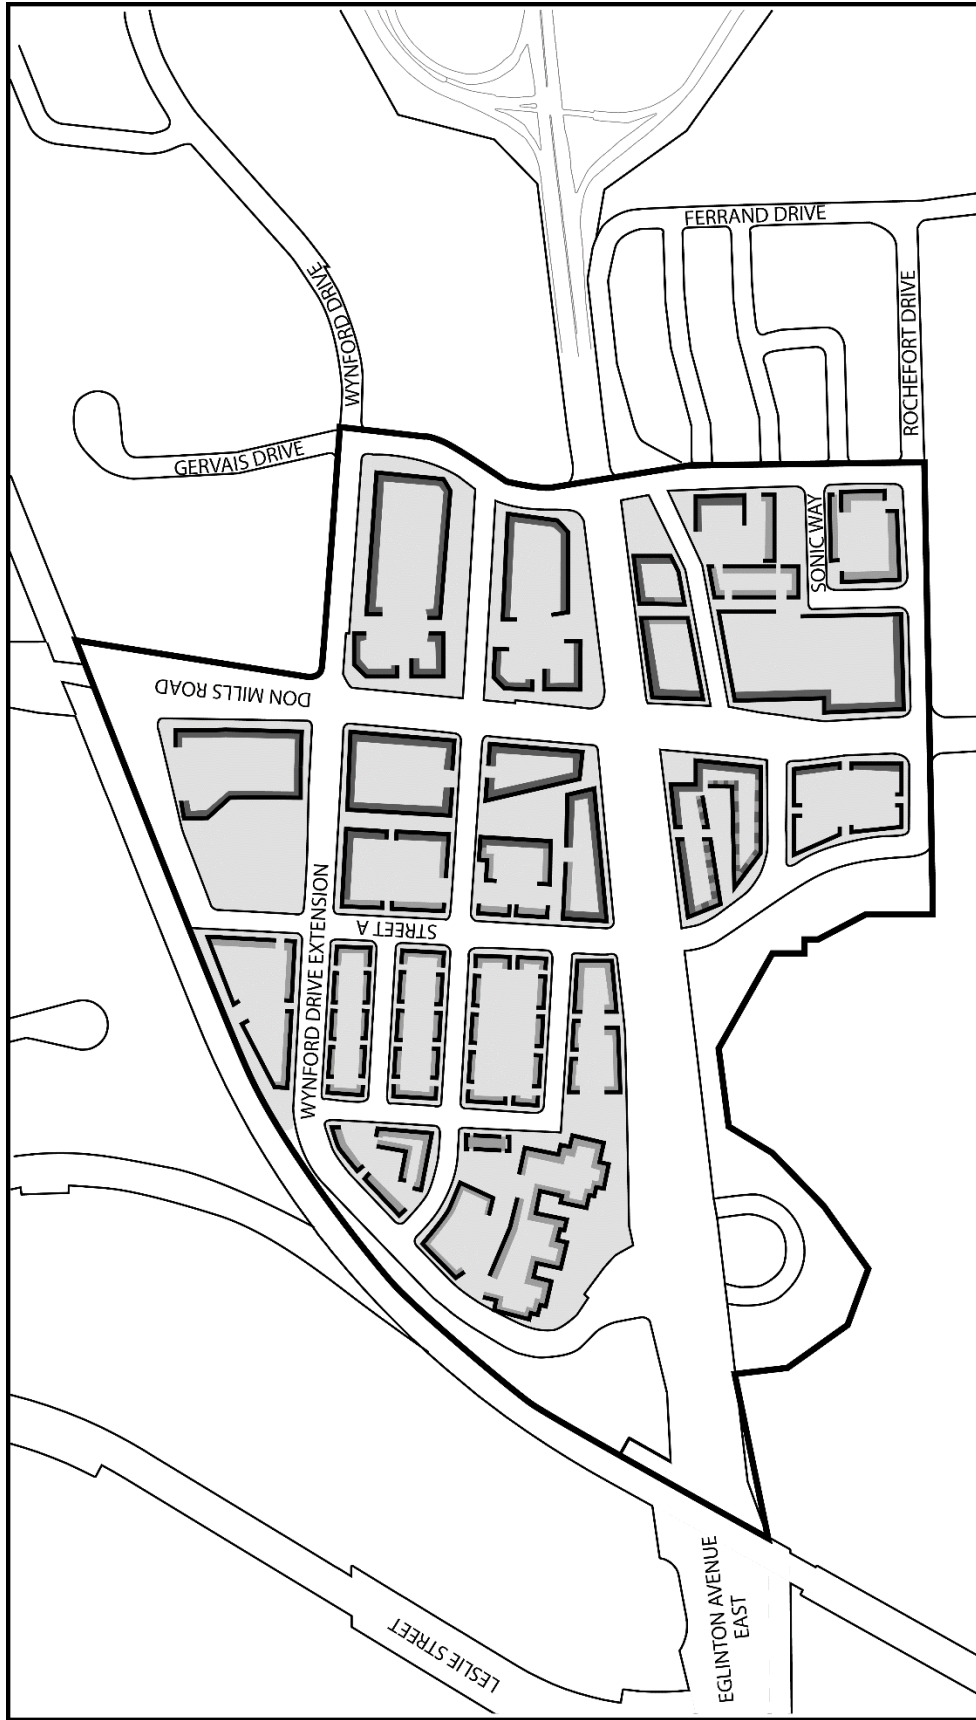 FERRAND DRIVE
WYNFORD DRIVE
ROCHEFORT DRIVE
GERVAIS DRIVE
SONIC WAY
DON MILLS ROAD
WYNFORD DRIVE EXTENSION
STREET A
LESLIE STREET
EGLINTON AVENUE
EAST